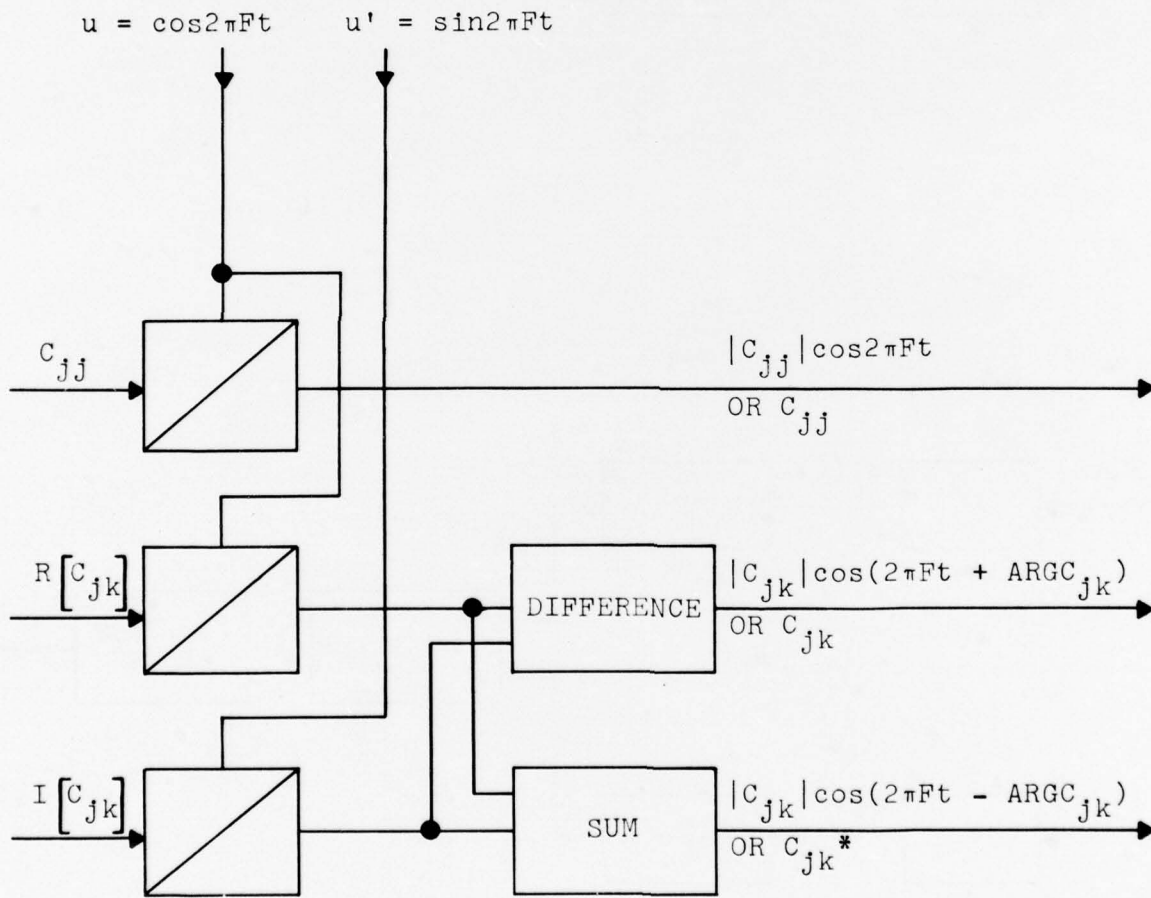 u = cos2πFt u' = sin2πFt
C_jj
|C_jj|cos2πFt
OR C_jj
R[C_jk]
DIFFERENCE
|C_jk|cos(2πFt + ARGC_jk)
OR C_jk
I[C_jk]
SUM
|C_jk|cos(2πFt - ARGC_jk)
OR C_jk*